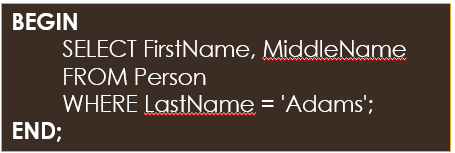 BEGIN
SELECT FirstName, MiddleName
FROM Person
WHERE LastName = 'Adams';
END;